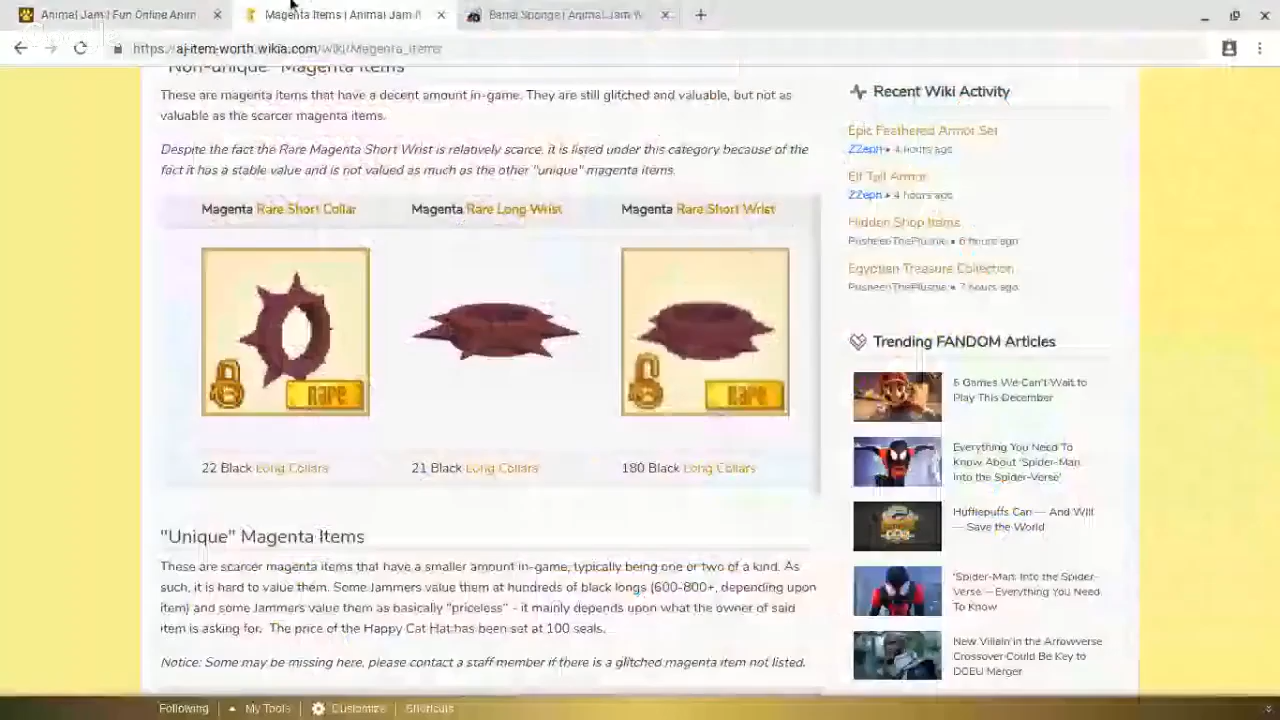 Animal Jam | Fun Online Anim
Magenta Items | Animal Jam I
Barrel Sponge | Animal Jam W
https://aj-item-worth.wikia.com/wiki/Magenta_Items
"Non-unique" Magenta Items
These are magenta items that have a decent amount in-game. They are still glitched and valuable, but not as
valuable as the scarcer magenta items.
Despite the fact the Rare Magenta Short Wrist is relatively scarce, it is listed under this category because of the
fact it has a stable value and is not valued as much as the other "unique" magenta items.
Magenta Rare Short Collar
Magenta Rare Long Wrist
Magenta Rare Short Wrist
RARE
RARE
22 Black Long Collars
21 Black Long Collars
180 Black Long Collars
"Unique" Magenta Items
These are scarcer magenta items that have a smaller amount in-game, typically being one or two of a kind. As
such, it is hard to value them. Some Jammers value them at hundreds of black longs (600-800+, depending upon
item) and some Jammers value them as basically "priceless" - it mainly depends upon what the owner of said
item is asking for. The price of the Happy Cat Hat has been set at 100 seals.
Notice: Some may be missing here, please contact a staff member if there is a glitched magenta item not listed.
Recent Wiki Activity
Epic Feathered Armor Set
ZZeph • 4 hours ago
Elf Tail Armor
ZZeph • 4 hours ago
Hidden Shop Items
PusheenThePlushie • 6 hours ago
Egyptian Treasure Collection
PusheenThePlushie • 7 hours ago
Trending FANDOM Articles
5 Games We Can't Wait to
Play This December
Everything You Need To
Know About 'Spider-Man:
Into the Spider-Verse'
Hufflepuffs Can — And Will
— Save the World
'Spider-Man: Into the Spider-
Verse' — Everything You Need
To Know
New Villain in the Arrowverse
Crossover Could Be Key to
DCEU Merger
Following
My Tools
Customize
Shortcuts